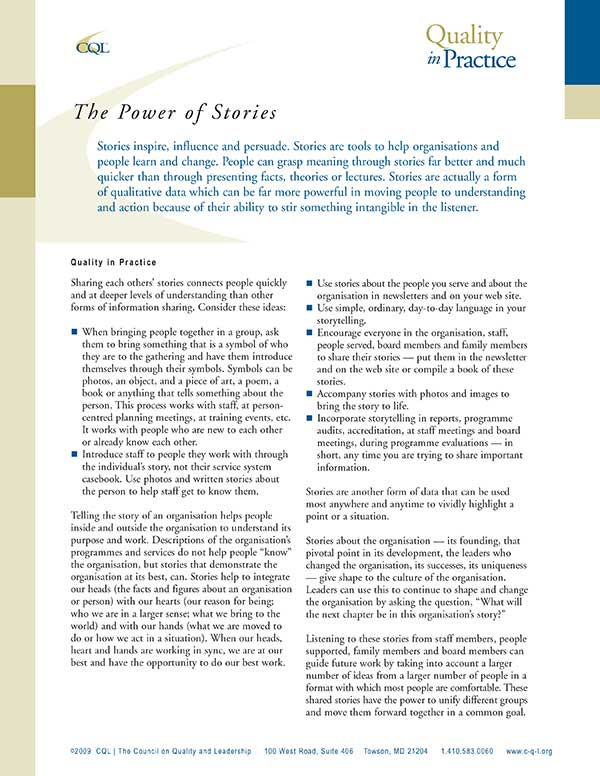 CQL
Quality
in Practice
The Power of Stories
Stories inspire, influence and persuade. Stories are tools to help organisations and
people learn and change. People can grasp meaning through stories far better and much
quicker than through presenting facts, theories or lectures. Stories are actually a form
of qualitative data which can be far more powerful in moving people to understanding
and action because of their ability to stir something intangible in the listener.
Quality in Practice
Sharing each others’ stories connects people quickly
and at deeper levels of understanding than other
forms of information sharing. Consider these ideas:
■ When bringing people together in a group, ask
them to bring something that is a symbol of who
they are to the gathering and have them introduce
themselves through their symbols. Symbols can be
photos, an object, and a piece of art, a poem, a
book or anything that tells something about the
person. This process works with staff, at person-
centred planning meetings, at training events, etc.
It works with people who are new to each other
or already know each other.
■ Introduce staff to people they work with through
the individual’s story, not their service system
casebook. Use photos and written stories about
the person to help staff get to know them.
Telling the story of an organisation helps people
inside and outside the organisation to understand its
purpose and work. Descriptions of the organisation’s
programmes and services do not help people “know”
the organisation, but stories that demonstrate the
organisation at its best, can. Stories help to integrate
our heads (the facts and figures about an organisation
or person) with our hearts (our reason for being;
who we are in a larger sense; what we bring to the
world) and with our hands (what we are moved to
do or how we act in a situation). When our heads,
heart and hands are working in sync, we are at our
best and have the opportunity to do our best work.
■ Use stories about the people you serve and about the
organisation in newsletters and on your web site.
■ Use simple, ordinary, day-to-day language in your
storytelling.
■ Encourage everyone in the organisation, staff,
people served, board members and family members
to share their stories — put them in the newsletter
and on the web site or compile a book of these
stories.
■ Accompany stories with photos and images to
bring the story to life.
■ Incorporate storytelling in reports, programme
audits, accreditation, at staff meetings and board
meetings, during programme evaluations — in
short, any time you are trying to share important
information.
Stories are another form of data that can be used
most anywhere and anytime to vividly highlight a
point or a situation.
Stories about the organisation — its founding, that
pivotal point in its development, the leaders who
changed the organisation, its successes, its uniqueness
— give shape to the culture of the organisation.
Leaders can use this to continue to shape and change
the organisation by asking the question, “What will
the next chapter be in this organisation’s story?”
Listening to these stories from staff members, people
supported, family members and board members can
guide future work by taking into account a larger
number of ideas from a larger number of people in a
format with which most people are comfortable. These
shared stories have the power to unify different groups
and move them forward together in a common goal.
©2009 CQL | The Council on Quality and Leadership 100 West Road, Suite 406 Towson, MD 21204 1.410.583.0060 www.c-q-l.org